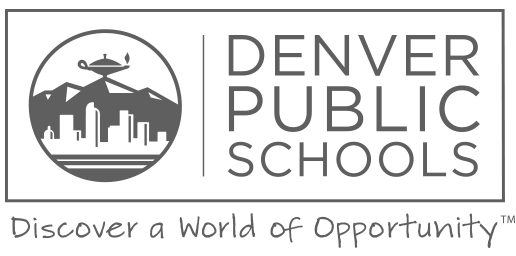 DENVER
PUBLIC
SCHOOLS
Discover a World of Opportunity™